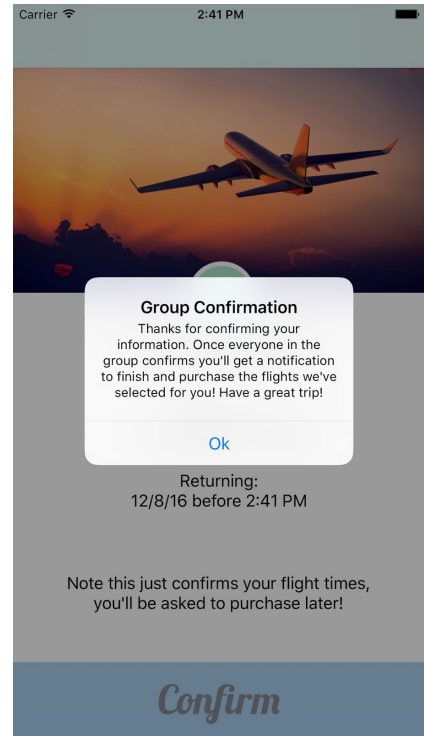 Carrier 2:41 PM
Group Confirmation
Thanks for confirming your
information. Once everyone in the
group confirms you'll get a notification
to finish and purchase the flights we've
selected for you! Have a great trip!
Ok
Returning:
12/8/16 before 2:41 PM
Note this just confirms your flight times,
you'll be asked to purchase later!
Confirm